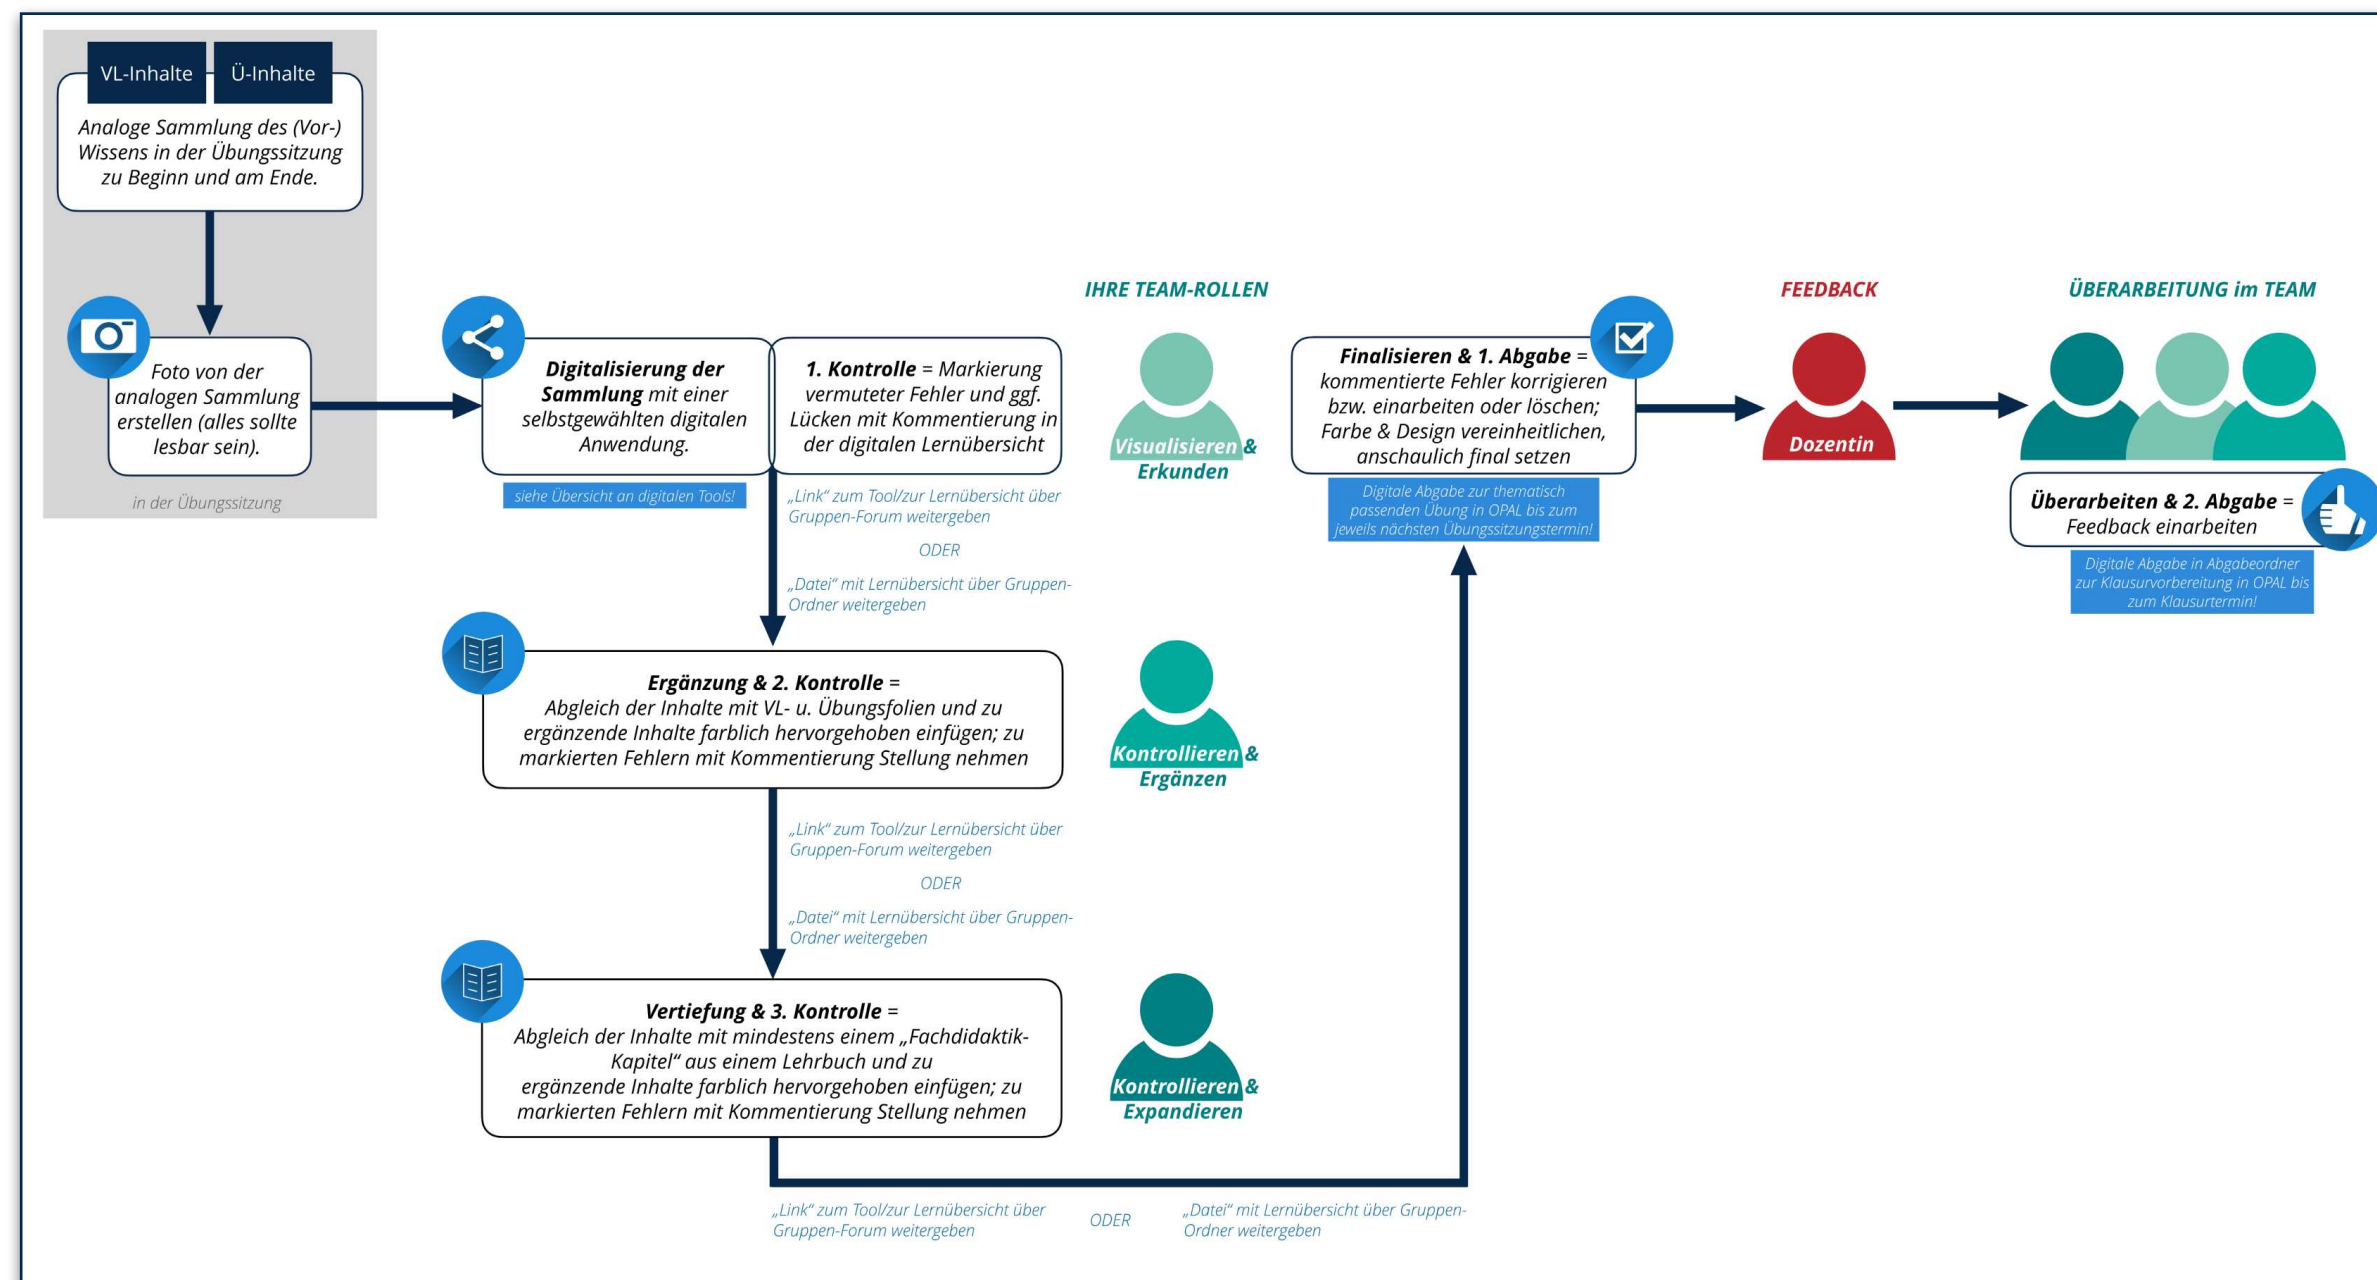 VL-Inhalte
Ü-Inhalte
Analoge Sammlung des (Vor-)
Wissens in der Übungssitzung
zu Beginn und am Ende.
Foto von der
analogen Sammlung
erstellen (alles sollte
lesbar sein).
in der Übungssitzung
Digitalisierung der
Sammlung mit einer
selbstgewählten digitalen
Anwendung.
siehe Übersicht an digitalen Tools!
1. Kontrolle = Markierung
vermuteter Fehler und ggf.
Lücken mit Kommentierung in
der digitalen Lernübersicht
„Link“ zum Tool/zur Lernübersicht über
Gruppen-Forum weitergeben
ODER
„Datei“ mit Lernübersicht über Gruppen-
Ordner weitergeben
IHRE TEAM-ROLLEN
Visualisieren &
Erkunden
Ergänzung & 2. Kontrolle =
Abgleich der Inhalte mit VL- u. Übungsfolien und zu
ergänzende Inhalte farblich hervorgehoben einfügen; zu
markierten Fehlern mit Kommentierung Stellung nehmen
Kontrollieren &
Ergänzen
„Link“ zum Tool/zur Lernübersicht über
Gruppen-Forum weitergeben
ODER
„Datei“ mit Lernübersicht über Gruppen-
Ordner weitergeben
Vertiefung & 3. Kontrolle =
Abgleich der Inhalte mit mindestens einem „Fachdidaktik-
Kapitel“ aus einem Lehrbuch und zu
ergänzende Inhalte farblich hervorgehoben einfügen; zu
markierten Fehlern mit Kommentierung Stellung nehmen
Kontrollieren &
Expandieren
„Link“ zum Tool/zur Lernübersicht über
Gruppen-Forum weitergeben
ODER
„Datei“ mit Lernübersicht über Gruppen-
Ordner weitergeben
Finalisieren & 1. Abgabe =
kommentierte Fehler korrigieren
bzw. einarbeiten oder löschen;
Farbe & Design vereinheitlichen,
anschaulich final setzen
Digitale Abgabe zur thematisch
passenden Übung in OPAL bis zum
jeweils nächsten Übungssitzungstermin!
FEEDBACK
Dozentin
ÜBERARBEITUNG im TEAM
Überarbeiten & 2. Abgabe =
Feedback einarbeiten
Digitale Abgabe in Abgabeordner
zur Klausurvorbereitung in OPAL bis
zum Klausurtermin!